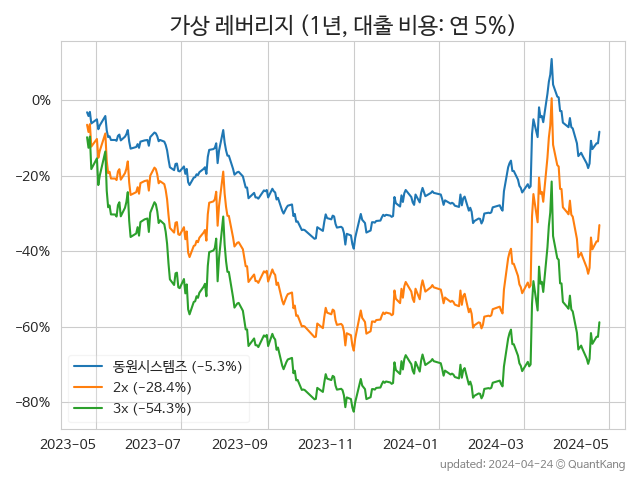 가상 레버리지 (1년, 대출 비용: 연 5%)
0%
−20%
−40%
−60%
−80%
동원시스템즈 (−5.3%)
2x (−28.4%)
3x (−54.3%)
2023-05 2023-07 2023-09 2023-11 2024-01 2024-03 2024-05
updated: 2024-04-24 © QuantKang